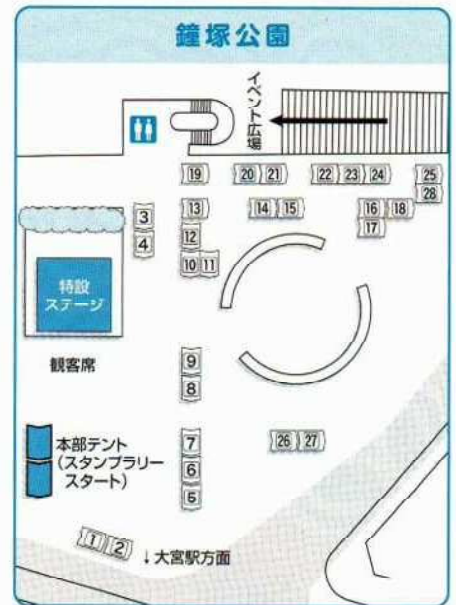 鐘塚公園
イベント広場
19 20 21 22 23 24 25
28
3 13 14 15 16 18
4 12 17
10 11
特設
ステージ
観客席
9
8
本部テント
(スタンプラリー
スタート)
7 26 27
6
5
1 2
↓大宮駅方面